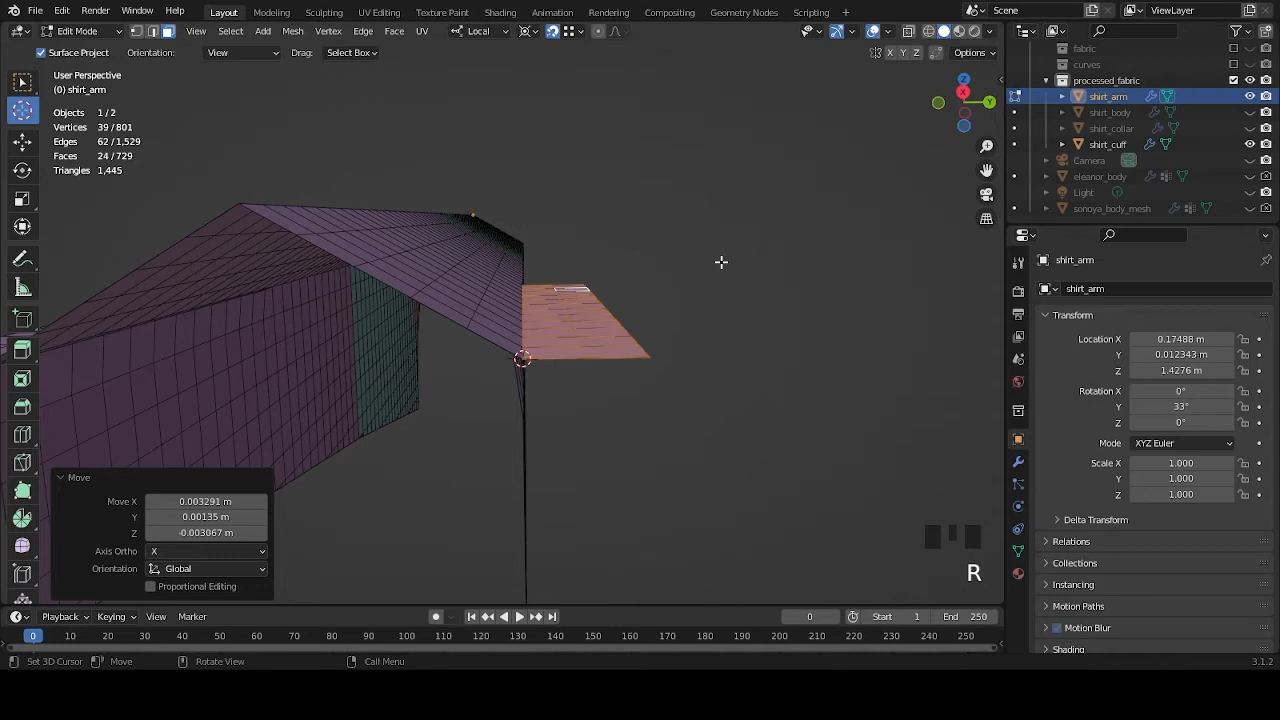 File Edit Render Window Help Layout Modeling Sculpting UV Editing Texture Paint Shading Animation Rendering Compositing Geometry Nodes Scripting + Scene ViewLayer
Edit Mode View Select Add Mesh Vertex Edge Face UV Local
Surface Project Orientation: View Drag: Select Box X Y Z Options
User Perspective
(0) shirt_arm
Objects 1/2
Vertices 39/801
Edges 62/1,529
Faces 24/729
Triangles 1,445
Z
X
Y
fabric
curves
processed_fabric
shirt_arm
shirt_body
shirt_collar
shirt_cuff
Camera
eleanor_body
Light
sonoya_body_mesh
shirt_arm
shirt_arm
Transform
Location X 0.17488 m
Y 0.012343 m
Z 1.4276 m
Rotation X 0°
Y 33°
Z 0°
Mode XYZ Euler
Scale X 1.000
Y 1.000
Z 1.000
Delta Transform
Relations
Collections
Instancing
Motion Paths
Motion Blur
Shading
Move
Move X 0.003291 m
Y 0.00135 m
Z -0.003067 m
Axis Ortho X
Orientation Global
Proportional Editing
R
Playback Keying View Marker 0 Start 1 End 250
0 10 20 30 40 50 60 70 80 90 100 110 120 130 140 150 160 170 180 190 200 210 220 230 240 250
Set 3D Cursor Move Rotate View Call Menu 3.1.2